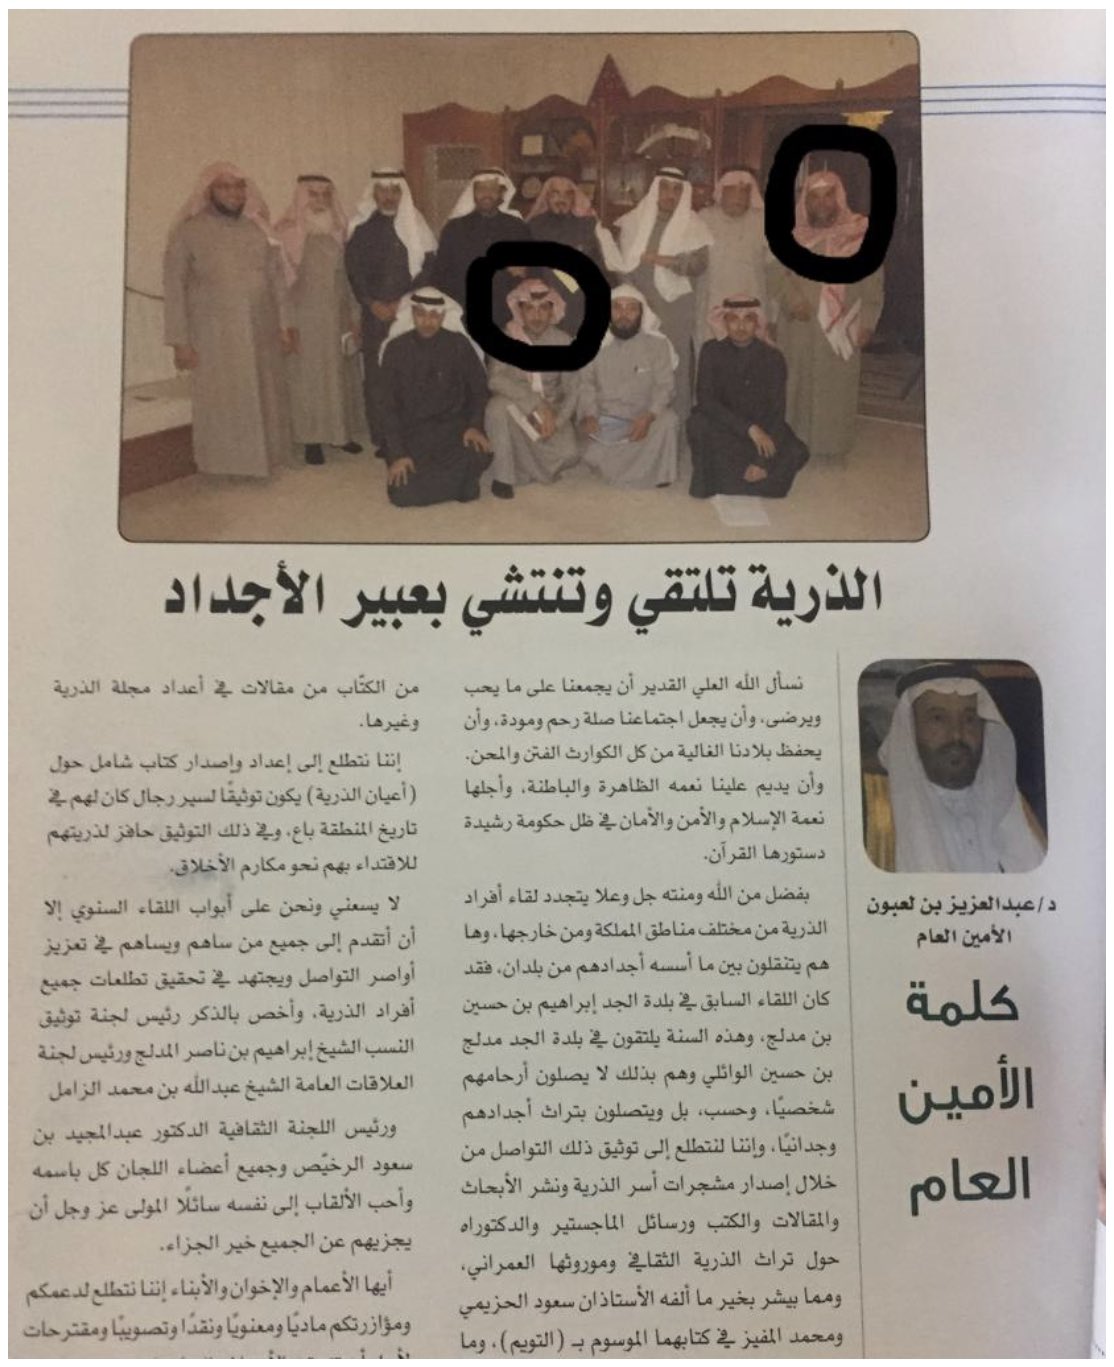 الذرية تلتقي وتنتشي بعبير الأجداد
د/عبدالعزيز بن لعبون
الأمين العام
كلمة
الأمين
العام
نسأل الله العلي القدير أن يجمعنا على ما يحب
ويرضى، وأن يجعل اجتماعنا صلة رحم ومودة، وأن
يحفظ بلادنا الغالية من كل الكوارث الفتن والمحن.
وأن يديم علينا نعمه الظاهرة والباطنة، وأجلها
نعمة الإسلام والأمن والأمان في ظل حكومة رشيدة
دستورها القرآن.
بفضل من الله ومنته جل وعلا يتجدد لقاء أفراد
الذرية من مختلف مناطق المملكة ومن خارجها، وها
هم يتنقلون بين ما أسسه أجدادهم من بلدان، فقد
كان اللقاء السابق في بلدة الجد إبراهيم بن حسين
بن مدلج، وهذه السنة يلتقون في بلدة الجد مدلج
بن حسين الوائلي وهم بذلك لا يصلون أرحامهم
شخصيًا، وحسب، بل ويتصلون بتراث أجدادهم
وجدانيًا، وإننا لنتطلع إلى توثيق ذلك التواصل من
خلال إصدار مشجرات أسر الذرية ونشر الأبحاث
والمقالات والكتب ورسائل الماجستير والدكتوراه
حول تراث الذرية الثقافي وموروثها العمراني،
ومما يبشر بخير ما ألفه الأستاذان سعود الحزيمي
ومحمد المفيز في كتابهما الموسوم بـ (التويم)، وما
من الكتّاب من مقالات في أعداد مجلة الذرية
وغيرها.
إننا نتطلع إلى إعداد وإصدار كتاب شامل حول
(أعيان الذرية) يكون توثيقًا لسير رجال كان لهم في
تاريخ المنطقة باع، وفي ذلك التوثيق حافز لذريتهم
للاقتداء بهم نحو مكارم الأخلاق.
لا يسعني ونحن على أبواب اللقاء السنوي إلا
أن أتقدم إلى جميع من ساهم ويساهم في تعزيز
أواصر التواصل ويجتهد في تحقيق تطلعات جميع
أفراد الذرية، وأخص بالذكر رئيس لجنة توثيق
النسب الشيخ إبراهيم بن ناصر المدلج ورئيس لجنة
العلاقات العامة الشيخ عبدالله بن محمد الزامل
ورئيس اللجنة الثقافية الدكتور عبدالمجيد بن
سعود الرخيّص وجميع أعضاء اللجان كل باسمه
وأحب الألقاب إلى نفسه سائلًا المولى عز وجل أن
يجزيهم عن الجميع خير الجزاء.
أيها الأعمام والإخوان والأبناء إننا نتطلع لدعمكم
ومؤازرتكم ماديًا ومعنويًا ونقدًا وتصويبًا ومقترحات